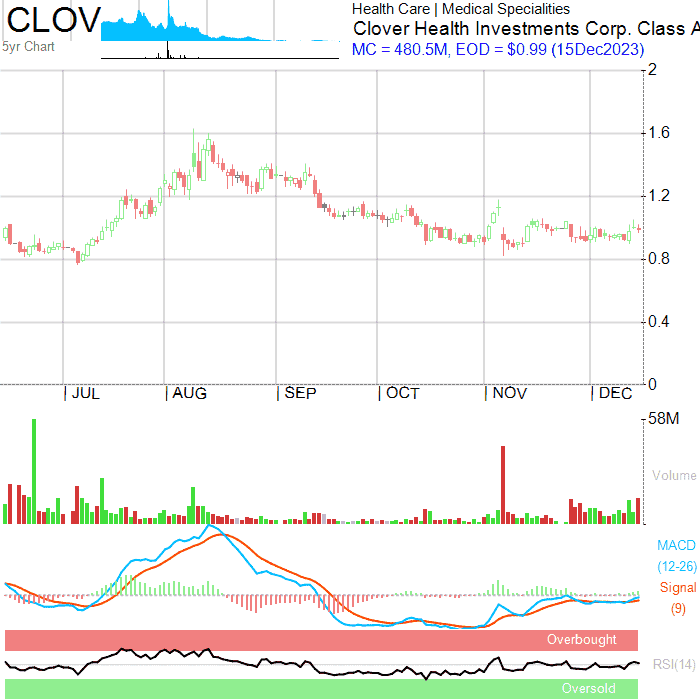 CLOV
5yr Chart
Health Care | Medical Specialities
Clover Health Investments Corp. Class A
MC = 480.5M, EOD = $0.99 (15Dec2023)
2
1.6
1.2
0.8
0.4
0
| JUL | AUG | SEP | OCT | NOV | DEC
58M
Volume
MACD
(12-26)
Signal
(9)
Overbought
RSI(14)
Oversold